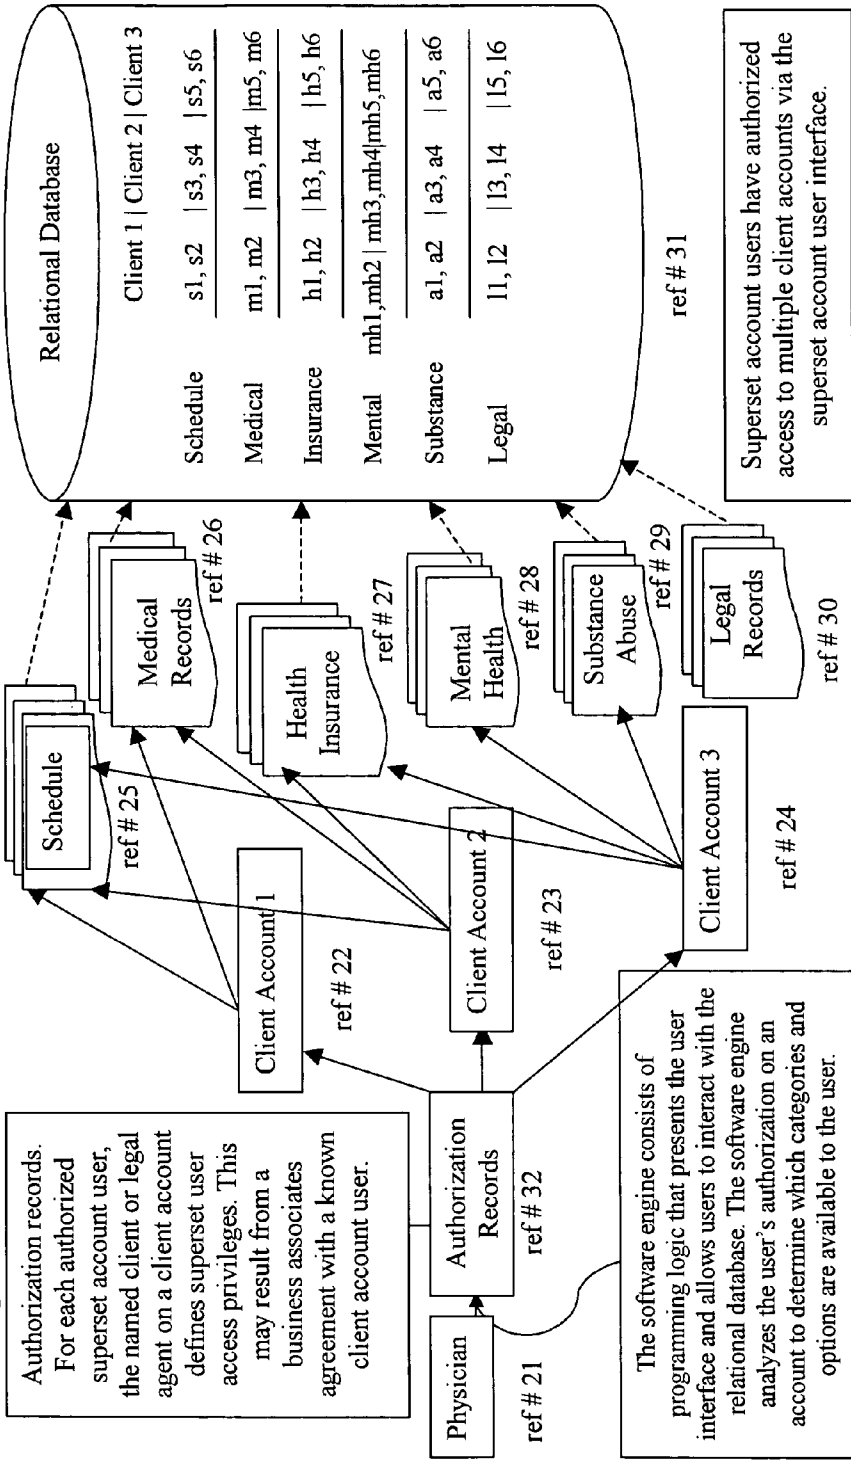 Authorization records.
For each authorized
superset account user,
the named client or legal
agent on a client account
defines superset user
access privileges. This
may result from a
business associates
agreement with a known
client account user.
Physician
ref # 21
Authorization
Records
ref # 32
The software engine consists of
programming logic that presents the user
interface and allows users to interact with the
relational database. The software engine
analyzes the user's authorization on an
account to determine which categories and
options are available to the user.
Client Account 1
ref # 22
Client Account 2
ref # 23
Client Account 3
ref # 24
Schedule
ref # 25
Medical
Records
ref # 26
Health
Insurance
ref # 27
Mental
Health
ref # 28
Substance
Abuse
ref # 29
Legal
Records
ref # 30
Relational Database
Client 1 | Client 2 | Client 3
Schedule s1, s2 | s3, s4 | s5, s6
Medical m1, m2 | m3, m4 |m5, m6
Insurance h1, h2 | h3, h4 | h5, h6
Mental mh1,mh2 | mh3,mh4|mh5,mh6
Substance a1, a2 | a3, a4 | a5, a6
Legal l1, l2 | l3, l4 | l5, l6
ref # 31
Superset account users have authorized
access to multiple client accounts via the
superset account user interface.